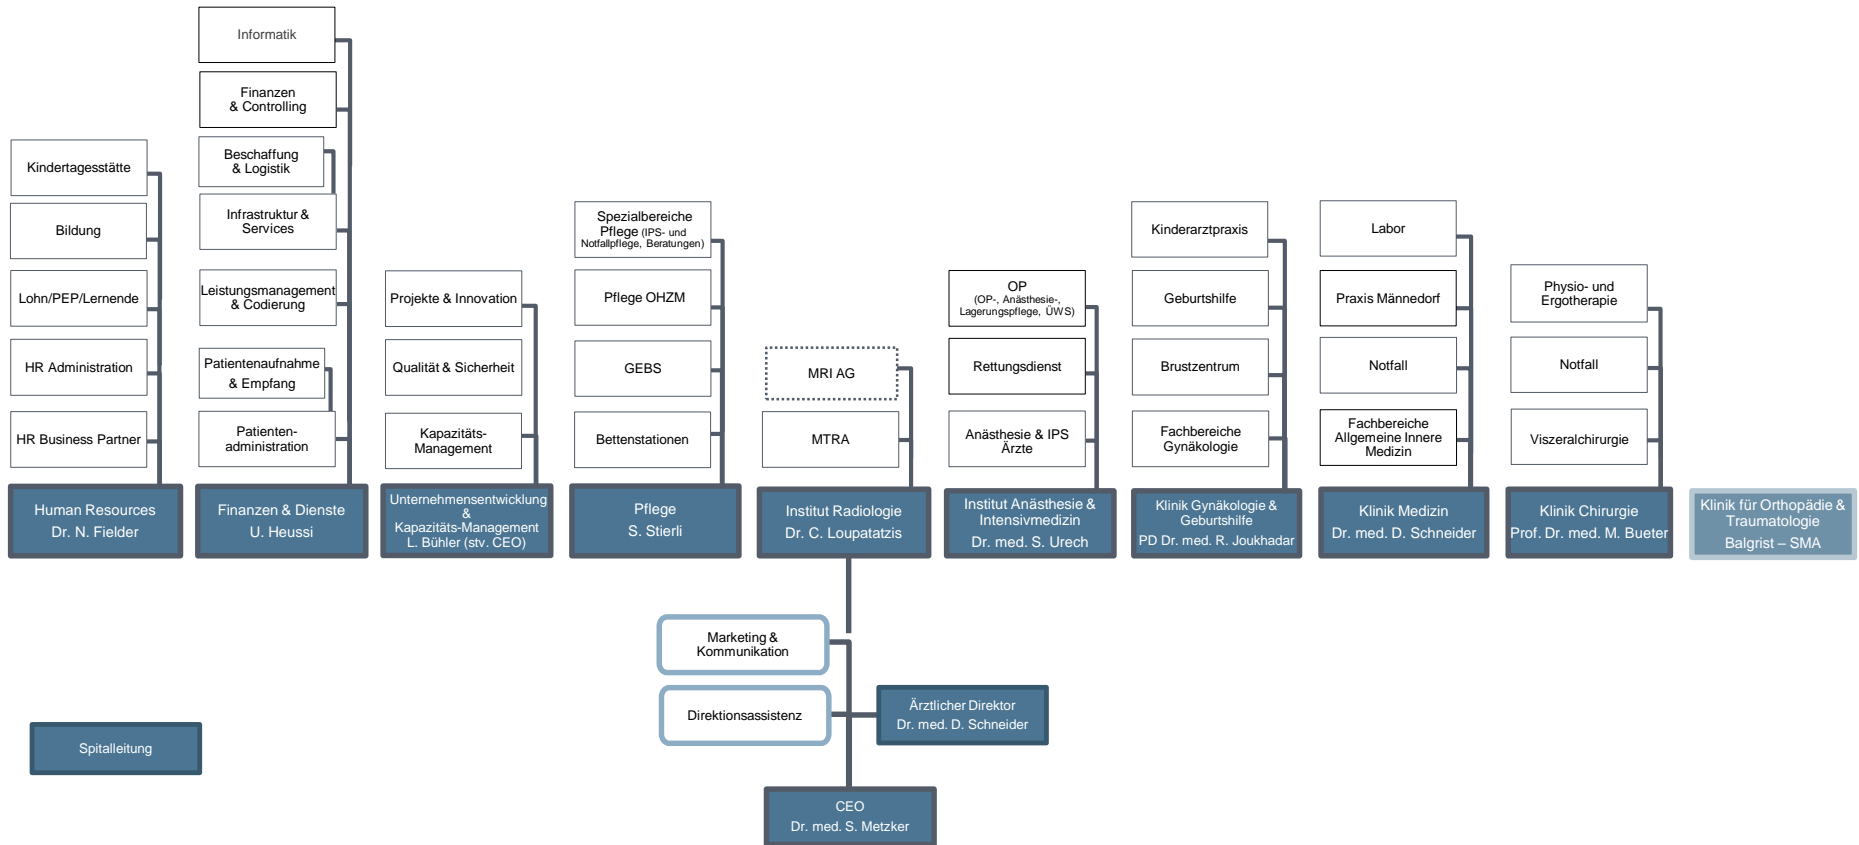 Informatik
Finanzen
& Controlling
Beschaffung
& Logistik
Infrastruktur &
Services
Leistungsmanagement
& Codierung
Patientenaufnahme
& Empfang
Patienten-
administration
Finanzen & Dienste
U. Heussi
Kindertagesstätte
Bildung
Lohn/PEP/Lernende
HR Administration
HR Business Partner
Human Resources
Dr. N. Fielder
Projekte & Innovation
Qualität & Sicherheit
Kapazitäts-
Management
Unternehmensentwicklung
&
Kapazitäts-Management
L. Bühler (stv. CEO)
Spezialbereiche
Pflege (IPS- und
Notfallpflege, Beratungen)
Pflege OHZM
GEBS
Bettenstationen
Pflege
S. Stierli
MRI AG
MTRA
Institut Radiologie
Dr. C. Loupatatzis
OP
(OP-, Anästhesie-,
Lagerungspflege, ÜWS)
Rettungsdienst
Anästhesie & IPS
Ärzte
Institut Anästhesie &
Intensivmedizin
Dr. med. S. Urech
Kinderarztpraxis
Geburtshilfe
Brustzentrum
Fachbereiche
Gynäkologie
Klinik Gynäkologie &
Geburtshilfe
PD Dr. med. R. Joukhadar
Labor
Praxis Männedorf
Notfall
Fachbereiche
Allgemeine Innere
Medizin
Klinik Medizin
Dr. med. D. Schneider
Physio- und
Ergotherapie
Notfall
Viszeralchirurgie
Klinik Chirurgie
Prof. Dr. med. M. Bueter
Klinik für Orthopädie &
Traumatologie
Balgrist – SMA
Marketing &
Kommunikation
Direktionsassistenz
Ärztlicher Direktor
Dr. med. D. Schneider
Spitalleitung
CEO
Dr. med. S. Metzker